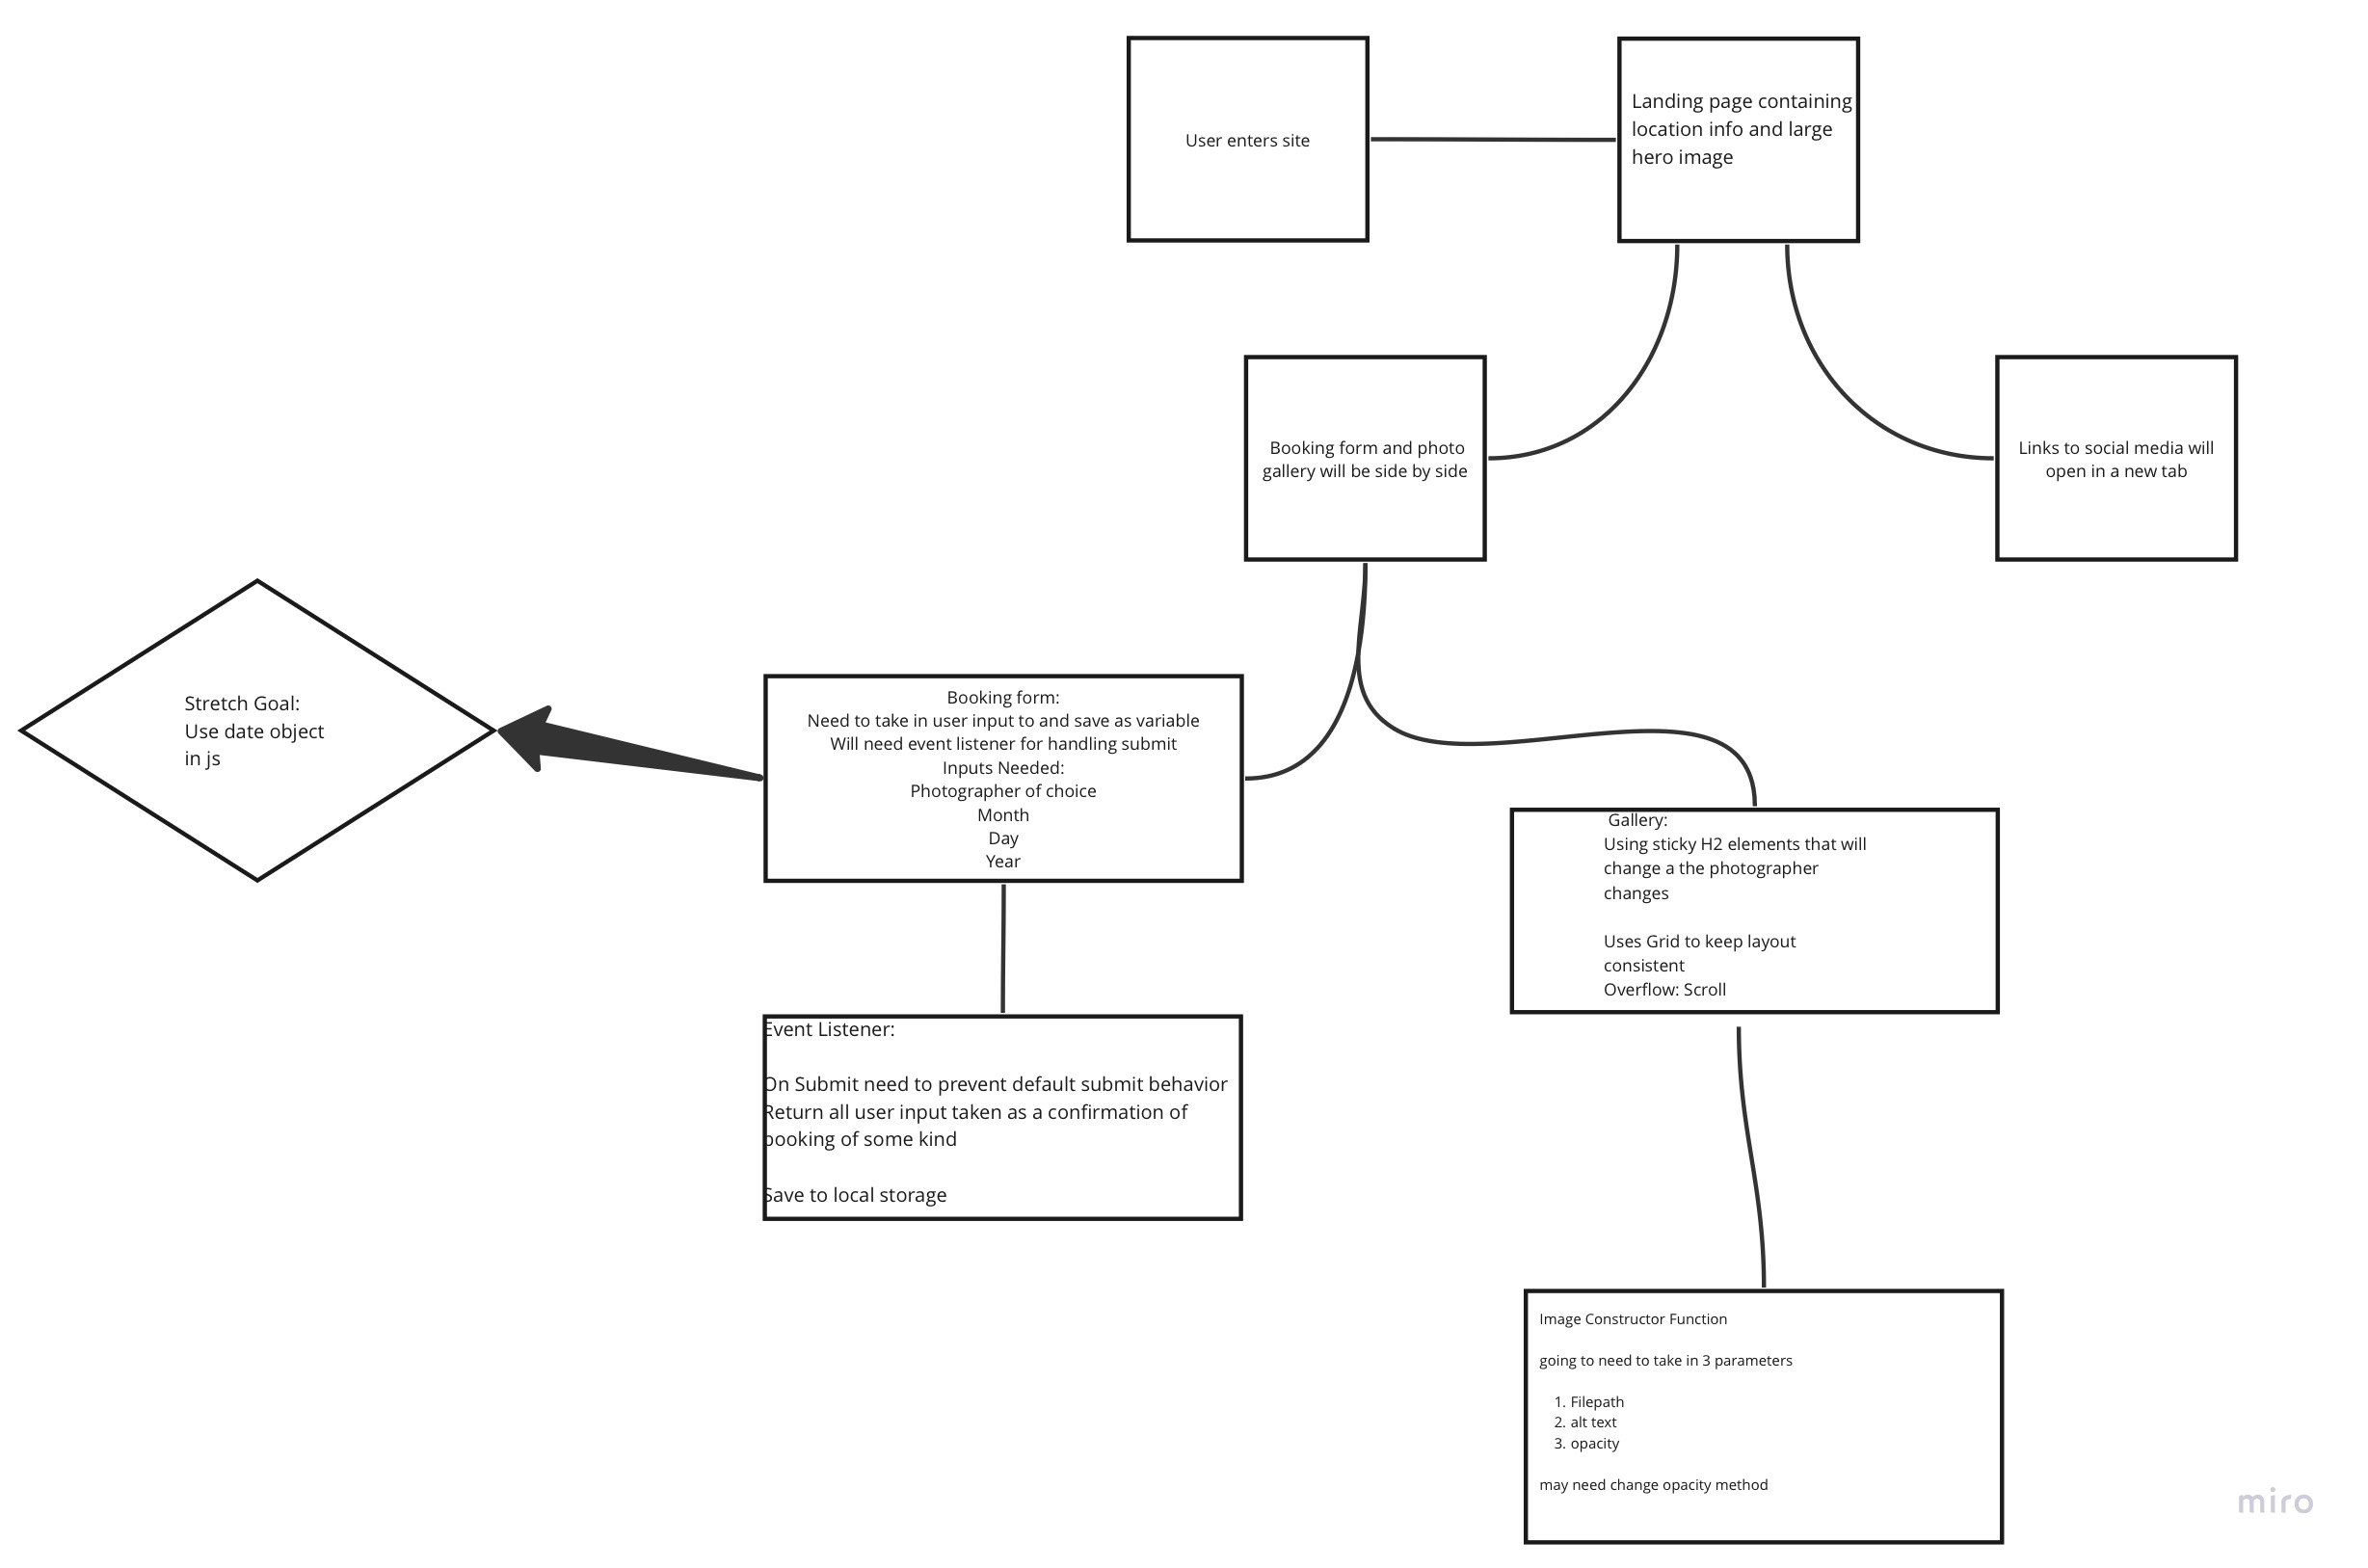 User enters site
Landing page containing
location info and large
hero image
Booking form and photo
gallery will be side by side
Links to social media will
open in a new tab
Stretch Goal:
Use date object
in js
Booking form:
Need to take in user input to and save as variable
Will need event listener for handling submit
Inputs Needed:
Photographer of choice
Month
Day
Year
Gallery:
Using sticky H2 elements that will
change a the photographer
changes
Uses Grid to keep layout
consistent
Overflow: Scroll
Event Listener:
On Submit need to prevent default submit behavior
Return all user input taken as a confirmation of
booking of some kind
Save to local storage
Image Constructor Function
going to need to take in 3 parameters
1. Filepath
2. alt text
3. opacity
may need change opacity method
miro